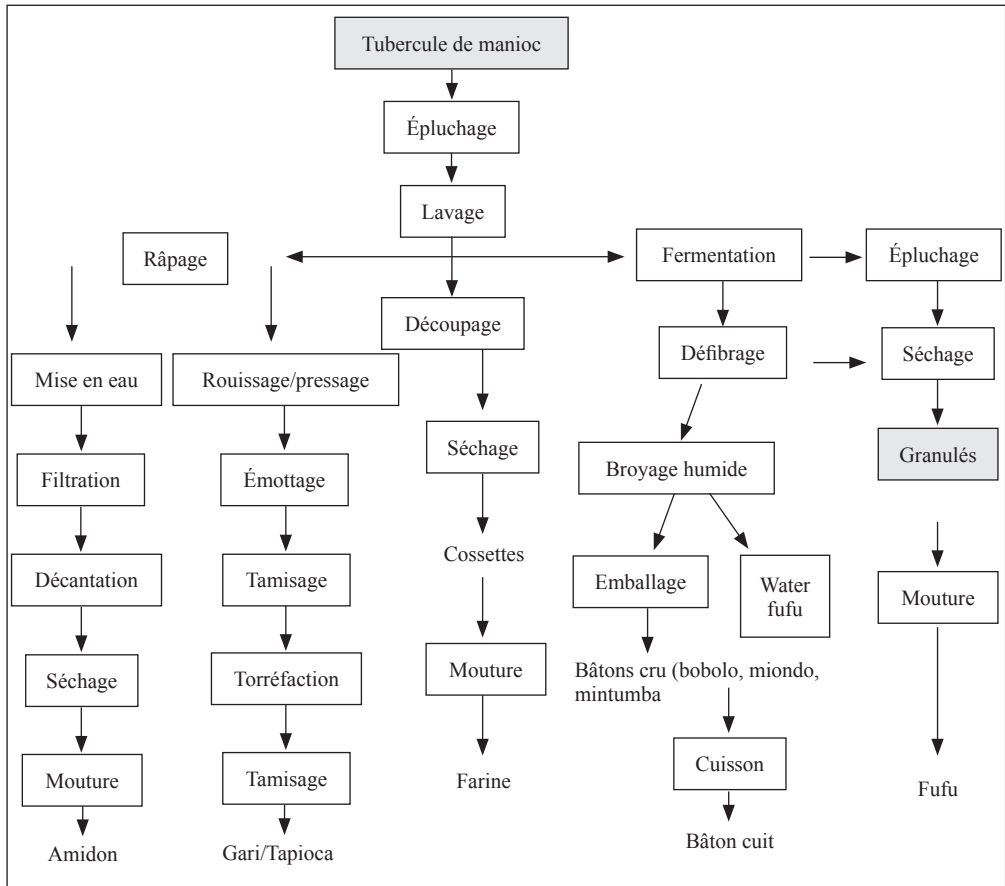 Tubercule de manioc
Épluchage
Lavage
Râpage
Fermentation
Épluchage
Découpage
Défibrage
Séchage
Mise en eau
Rouissage/pressage
Séchage
Granulés
Broyage humide
Filtration
Émottage
Cossettes
Décantation
Tamisage
Emballage
Water
fufu
Mouture
Séchage
Torréfaction
Mouture
Bâtons cru (bobolo, miondo,
mintumba
Mouture
Tamisage
Farine
Cuisson
Fufu
Amidon
Gari/Tapioca
Bâton cuit